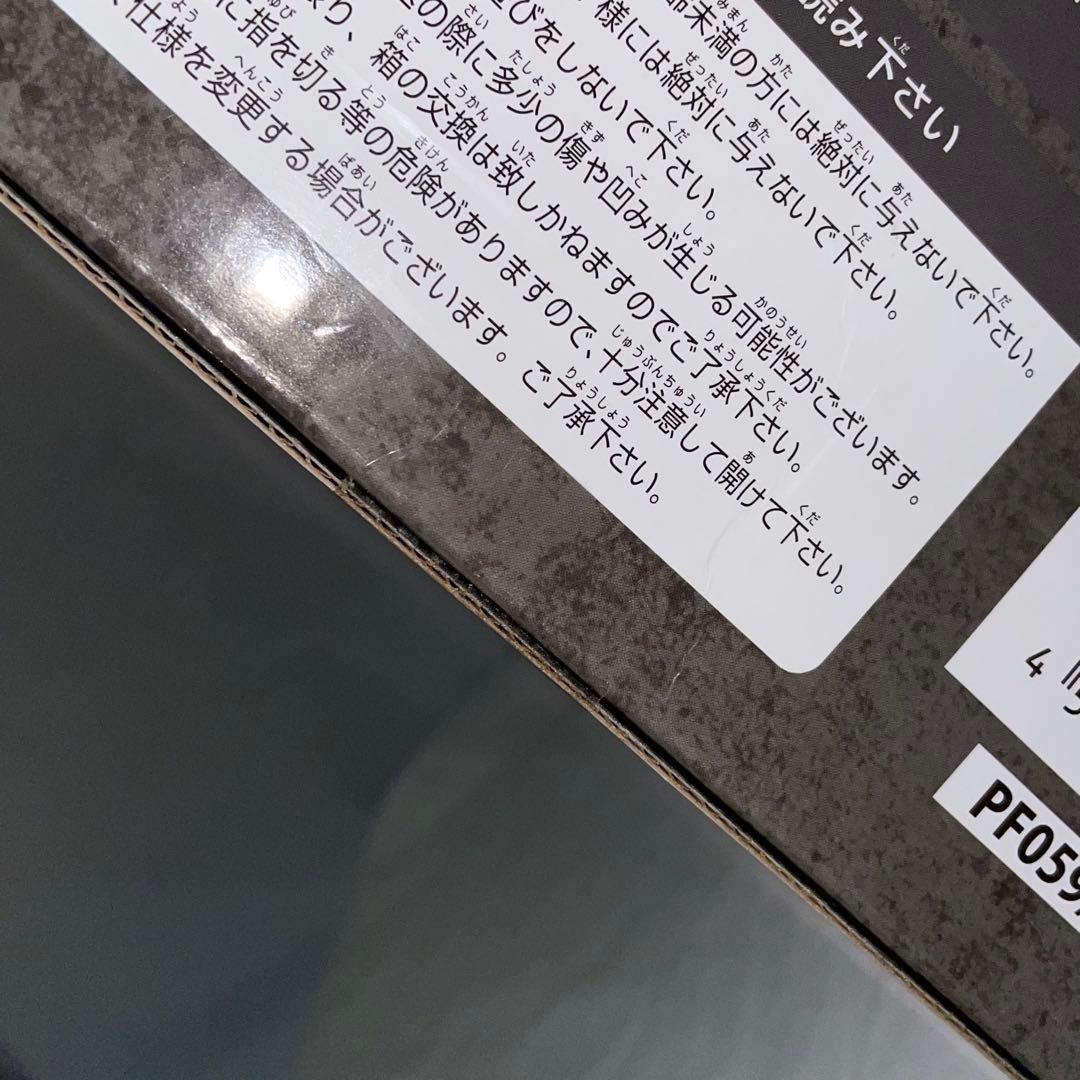 読み下さい
未満の方には絶対に与えないで下さい。
様には絶対に与えないで下さい。
びをしないで下さい。
の際に多少の傷や凹みが生じる可能性がございます。
り、箱の交換は致しかねますのでご了承下さい。
に指を切る等の危険がありますので、十分注意して開けて下さい。
仕様を変更する場合がございます。ご了承下さい。
4
PF059